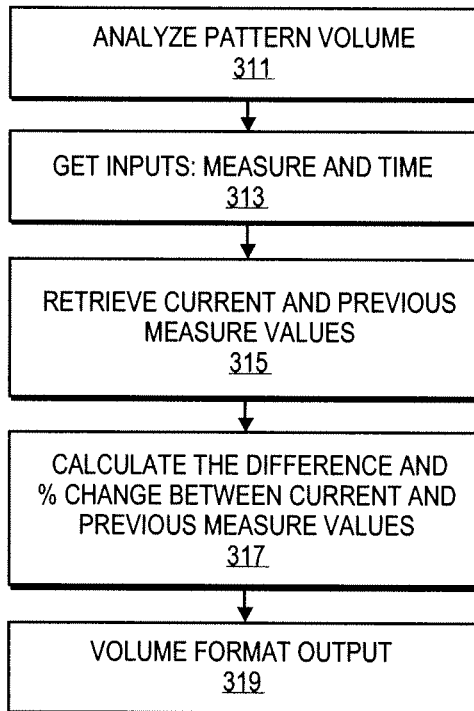 ANALYZE PATTERN VOLUME
311
GET INPUTS: MEASURE AND TIME
313
RETRIEVE CURRENT AND PREVIOUS
MEASURE VALUES
315
CALCULATE THE DIFFERENCE AND
% CHANGE BETWEEN CURRENT AND
PREVIOUS MEASURE VALUES
317
VOLUME FORMAT OUTPUT
319